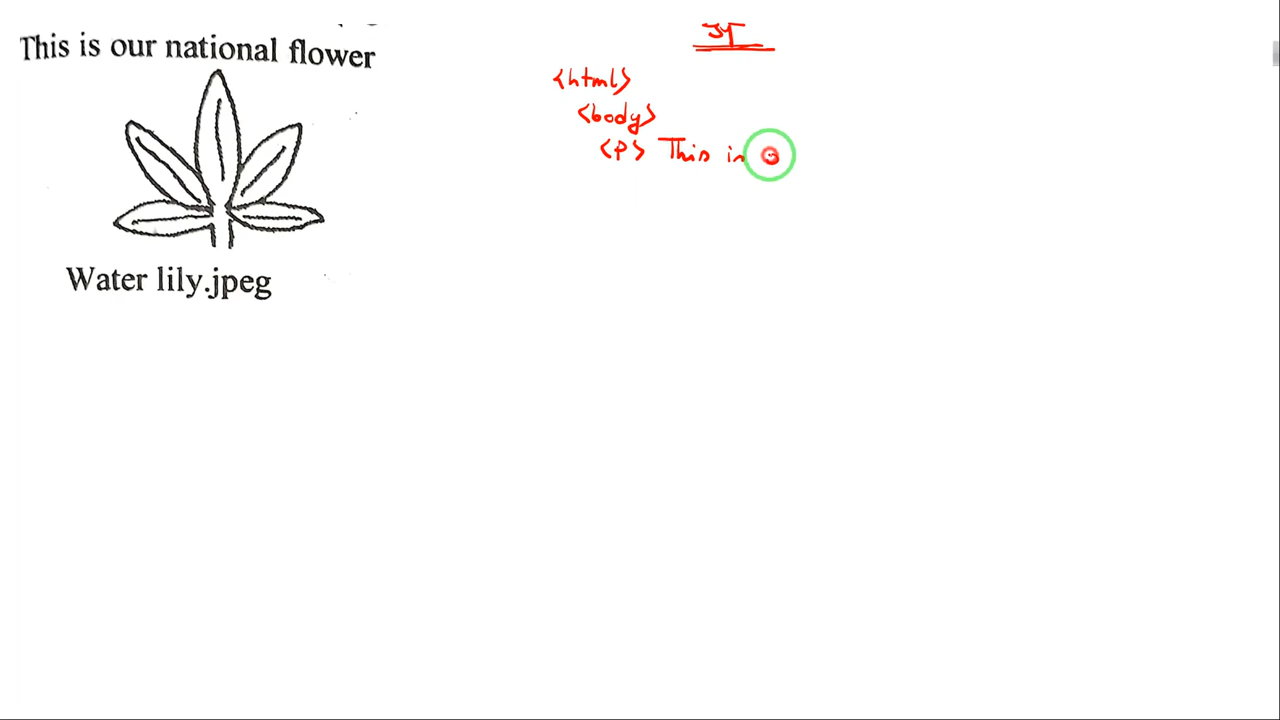 This is our national flower
Water lily.jpeg
<html>
<body>
<P> This is